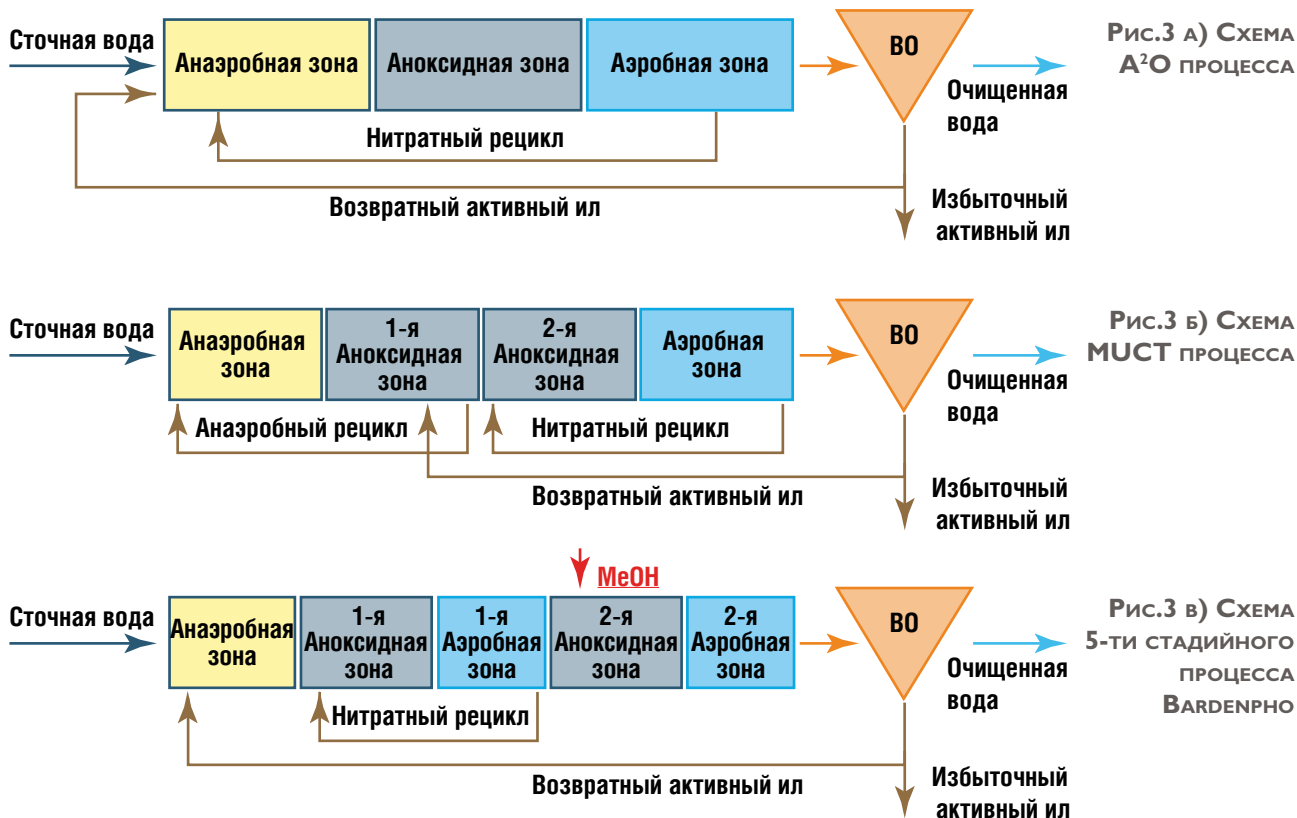 Сточная вода
Анаэробная зона
Аноксидная зона
Аэробная зона
ВО
Очищенная
вода
Нитратный рецикл
Возвратный активный ил
Избыточный
активный ил
Рис.3 а) Схема
A²O процесса
Сточная вода
Анаэробная
зона
1-я
Аноксидная
зона
2-я
Аноксидная
зона
Аэробная
зона
ВО
Очищенная
вода
Анаэробный рецикл
Нитратный рецикл
Возвратный активный ил
Избыточный
активный ил
Рис.3 б) Схема
MUCT процесса
MeOH
Сточная вода
Анаэробная
зона
1-я
Аноксидная
зона
1-я
Аэробная
зона
2-я
Аноксидная
зона
2-я
Аэробная
зона
ВО
Очищенная
вода
Нитратный рецикл
Возвратный активный ил
Избыточный
активный ил
Рис.3 в) Схема
5-ти стадийного
процесса
Bardenpho